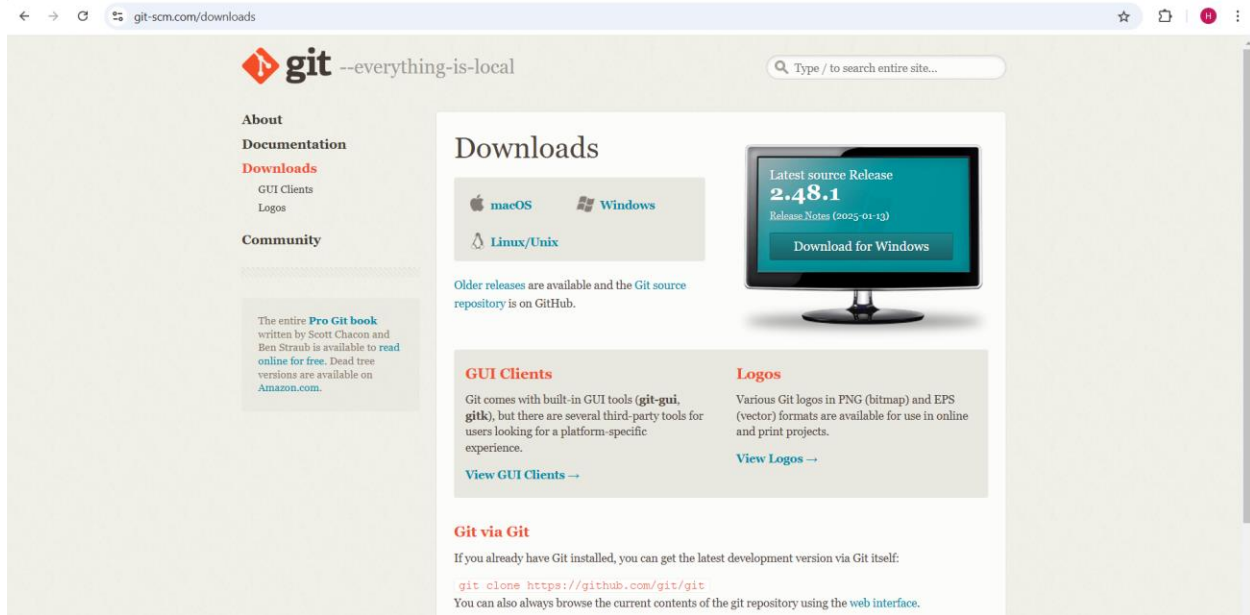 git-scm.com/downloads
H
git --everything-is-local
Type / to search entire site...
About
Documentation
Downloads
GUI Clients
Logos
Community
The entire Pro Git book
written by Scott Chacon and
Ben Straub is available to read
online for free. Dead tree
versions are available on
Amazon.com.
Downloads
macOS
Windows
Linux/Unix
Older releases are available and the Git source
repository is on GitHub.
Latest source Release
2.48.1
Release Notes (2025-01-13)
Download for Windows
GUI Clients
Git comes with built-in GUI tools (git-gui,
gitk), but there are several third-party tools for
users looking for a platform-specific
experience.
View GUI Clients →
Logos
Various Git logos in PNG (bitmap) and EPS
(vector) formats are available for use in online
and print projects.
View Logos →
Git via Git
If you already have Git installed, you can get the latest development version via Git itself:
git clone https://github.com/git/git
You can also always browse the current contents of the git repository using the web interface.